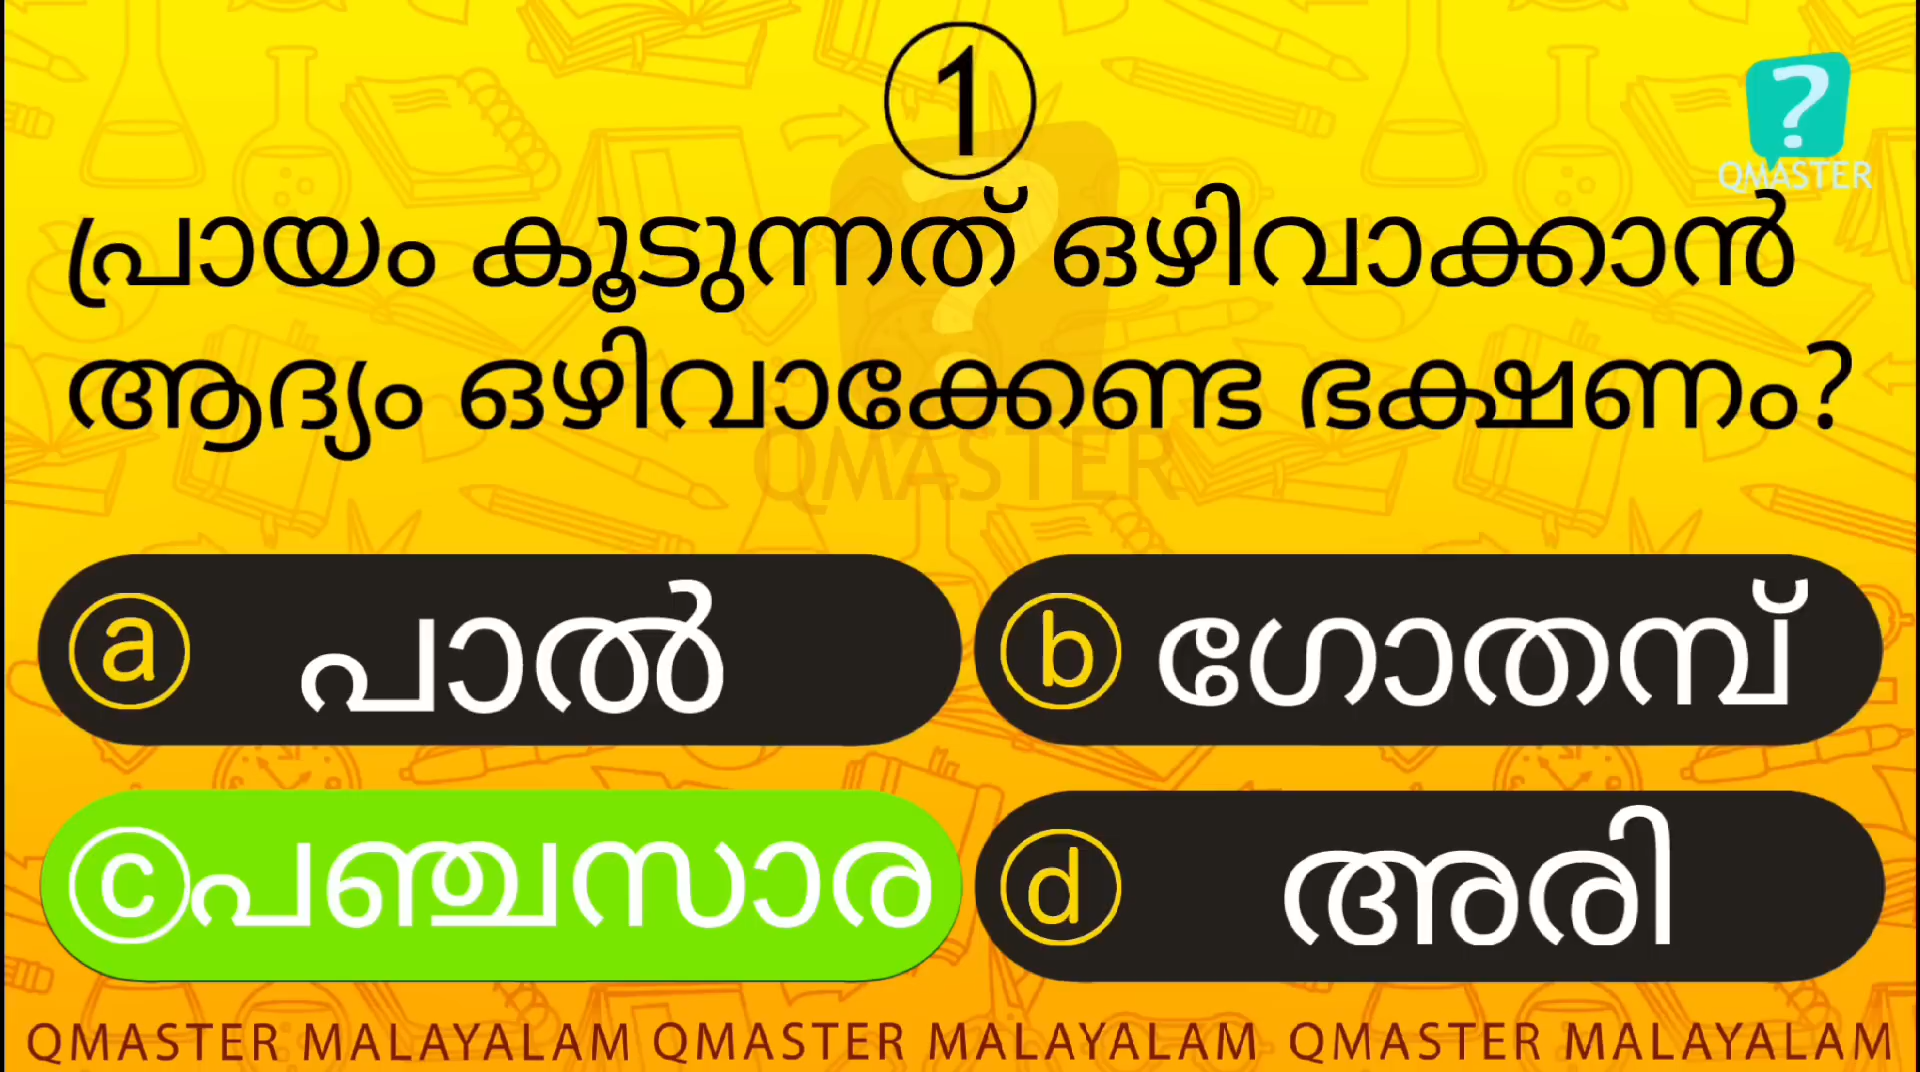 1
QMASTER
പ്രായം കൂടുന്നത് ഒഴിവാക്കാൻ
ആദ്യം ഒഴിവാക്കേണ്ട ഭക്ഷണം?
QMASTER
a പാൽ
b ഗോതമ്പ്
c പഞ്ചസാര
d അരി
QMASTER MALAYALAM QMASTER MALAYALAM QMASTER MALAYALAM